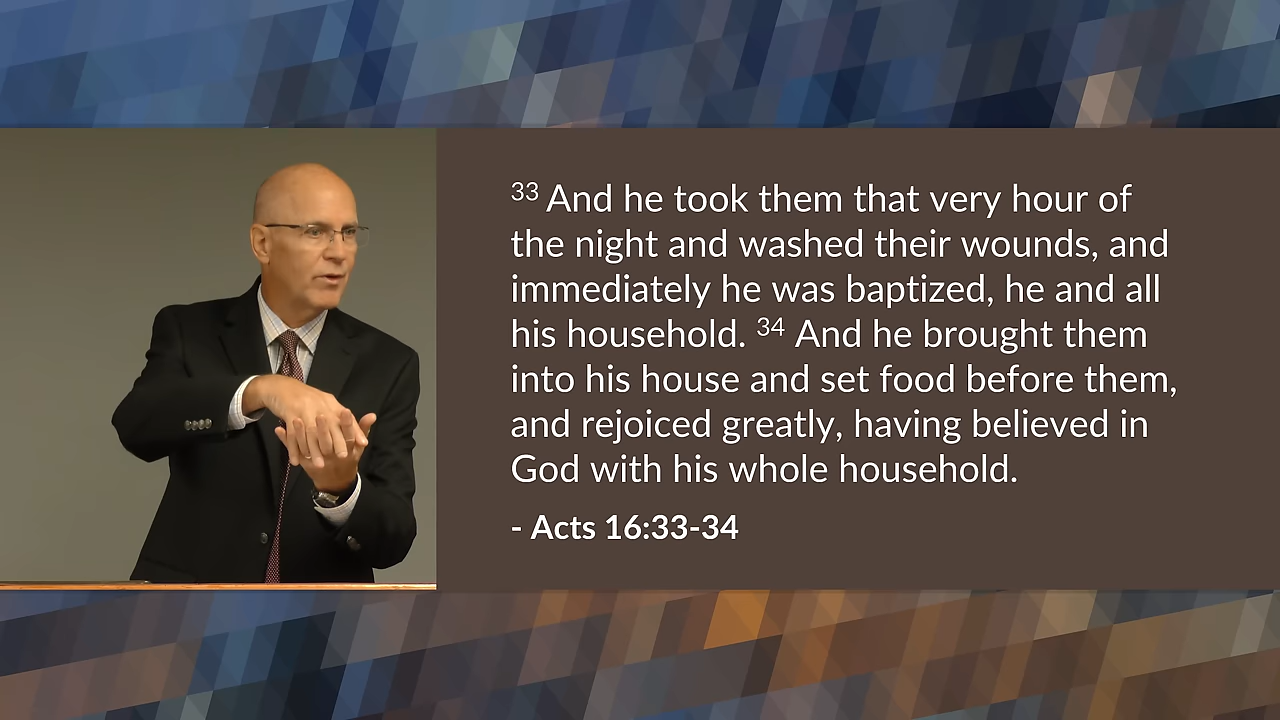 33 And he took them that very hour of
the night and washed their wounds, and
immediately he was baptized, he and all
his household. 34 And he brought them
into his house and set food before them,
and rejoiced greatly, having believed in
God with his whole household.
- Acts 16:33-34